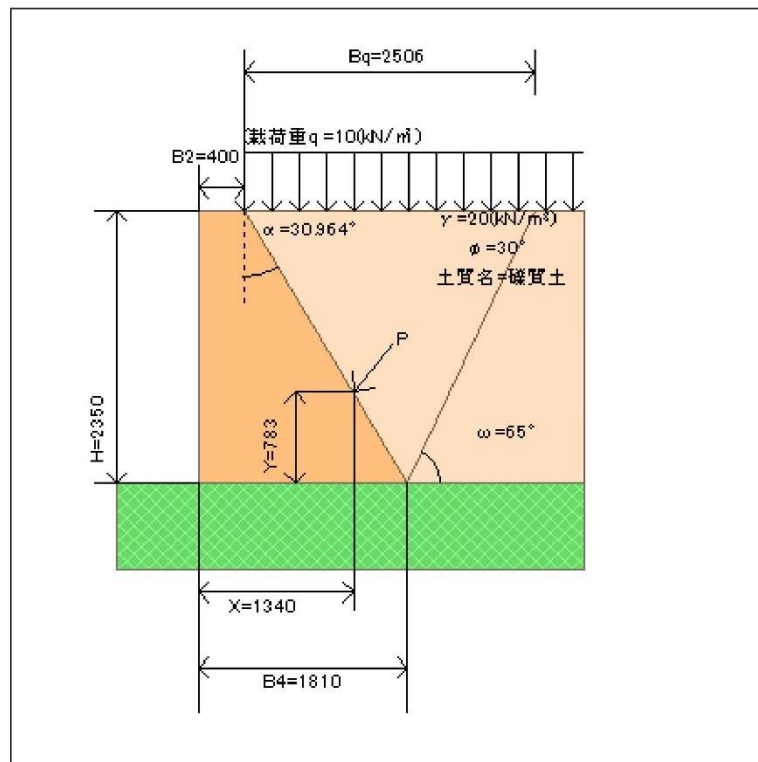 Bq=2506
載荷重q=10(kN/㎡)
B2=400
α=30.964°
γ=20(kN/m³)
φ=30°
土質名=礫質土
P
H=2350
Y=783
ω=65°
X=1340
B4=1810